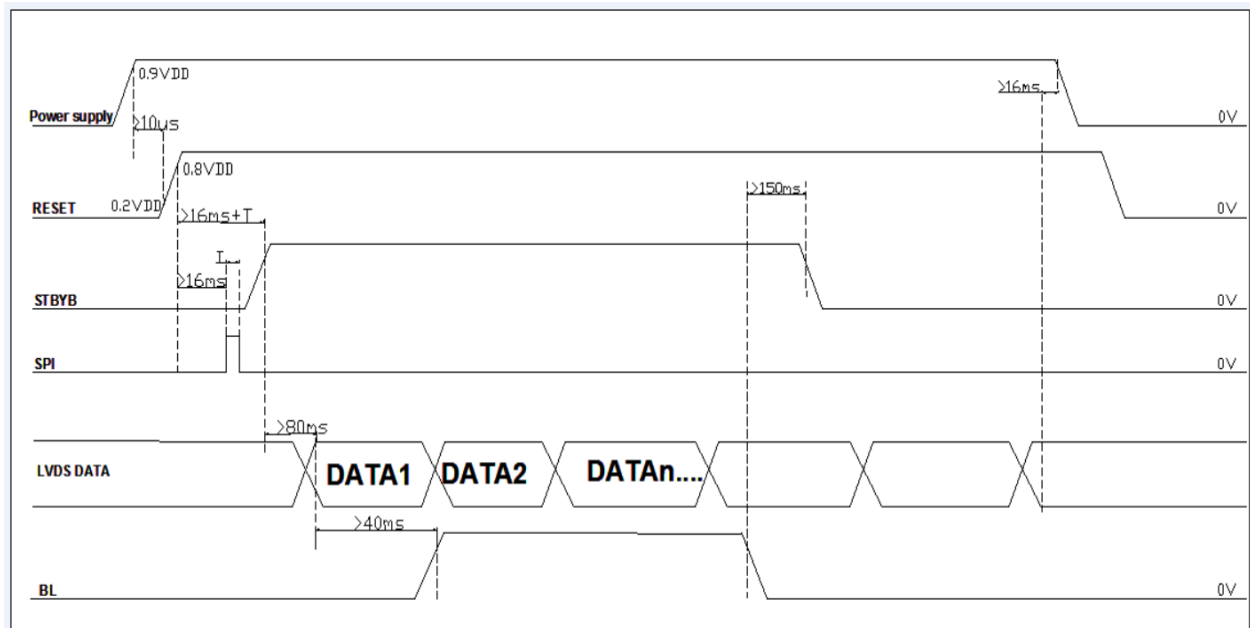 0.9VDD
>16ms
Power supply
>10us
0V
0.8VDD
>150ms
RESET
0.2VDD
>16ms+T
0V
T
>16ms
STBYB
0V
SPI
0V
>80ms
LVDS DATA
DATA1
DATA2
DATAn....
>40ms
BL
0V